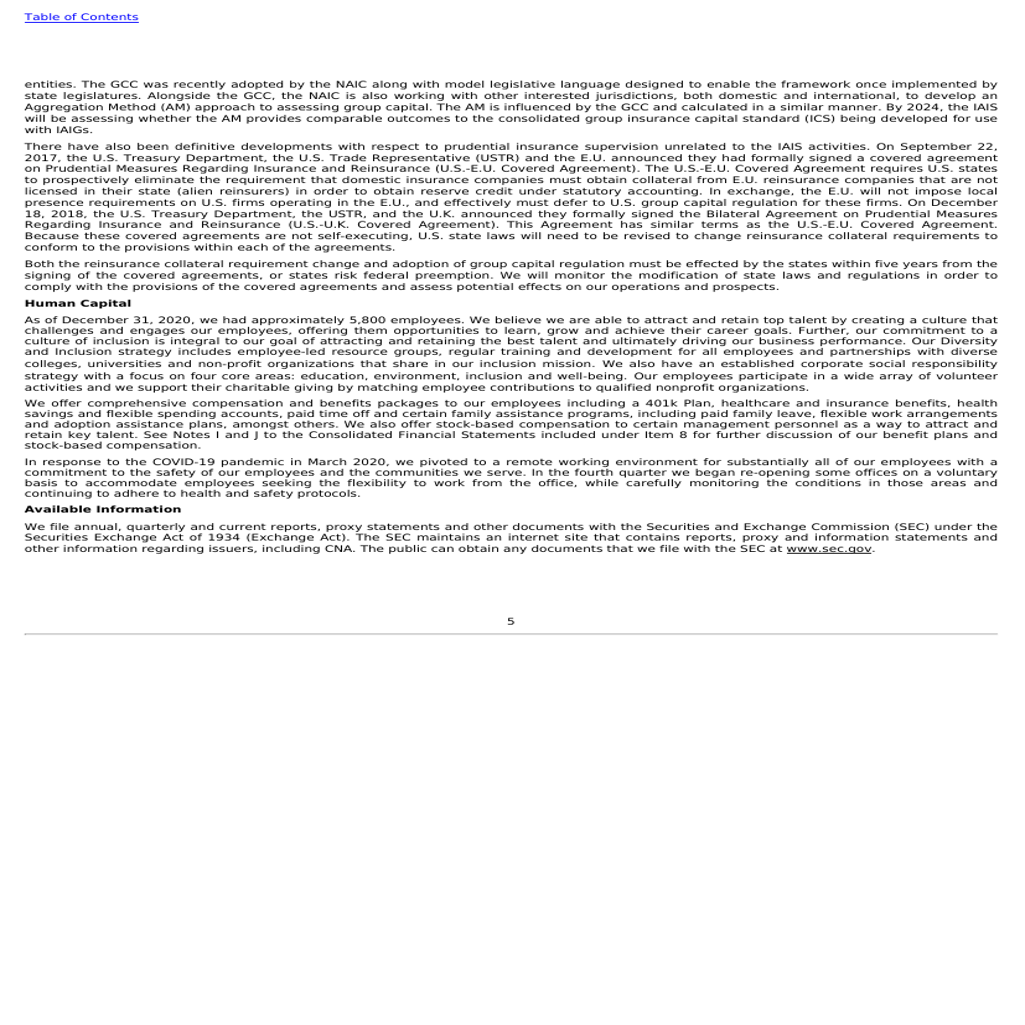 Table of Contents
entities. The GCC was recently adopted by the NAIC along with model legislative language designed to enable the framework once implemented by
state legislatures. Alongside the GCC, the NAIC is also working with other interested jurisdictions, both domestic and international, to develop an
Aggregation Method (AM) approach to assessing group capital. The AM is influenced by the GCC and calculated in a similar manner. By 2024, the IAIS
will be assessing whether the AM provides comparable outcomes to the consolidated group insurance capital standard (ICS) being developed for use
with IAIGs.
There have also been definitive developments with respect to prudential insurance supervision unrelated to the IAIS activities. On September 22,
2017, the U.S. Treasury Department, the U.S. Trade Representative (USTR) and the E.U. announced they had formally signed a covered agreement
on Prudential Measures Regarding Insurance and Reinsurance (U.S.-E.U. Covered Agreement). The U.S.-E.U. Covered Agreement requires U.S. states
to prospectively eliminate the requirement that domestic insurance companies must obtain collateral from E.U. reinsurance companies that are not
licensed in their state (alien reinsurers) in order to obtain reserve credit under statutory accounting. In exchange, the E.U. will not impose local
presence requirements on U.S. firms operating in the E.U., and effectively must defer to U.S. group capital regulation for these firms. On December
18, 2018, the U.S. Treasury Department, the USTR, and the U.K. announced they formally signed the Bilateral Agreement on Prudential Measures
Regarding Insurance and Reinsurance (U.S.-U.K. Covered Agreement). This Agreement has similar terms as the U.S.-E.U. Covered Agreement.
Because these covered agreements are not self-executing, U.S. state laws will need to be revised to change reinsurance collateral requirements to
conform to the provisions within each of the agreements.
Both the reinsurance collateral requirement change and adoption of group capital regulation must be effected by the states within five years from the
signing of the covered agreements, or states risk federal preemption. We will monitor the modification of state laws and regulations in order to
comply with the provisions of the covered agreements and assess potential effects on our operations and prospects.
Human Capital
As of December 31, 2020, we had approximately 5,800 employees. We believe we are able to attract and retain top talent by creating a culture that
challenges and engages our employees, offering them opportunities to learn, grow and achieve their career goals. Further, our commitment to a
culture of inclusion is integral to our goal of attracting and retaining the best talent and ultimately driving our business performance. Our Diversity
and Inclusion strategy includes employee-led resource groups, regular training and development for all employees and partnerships with diverse
colleges, universities and non-profit organizations that share in our inclusion mission. We also have an established corporate social responsibility
strategy with a focus on four core areas: education, environment, inclusion and well-being. Our employees participate in a wide array of volunteer
activities and we support their charitable giving by matching employee contributions to qualified nonprofit organizations.
We offer comprehensive compensation and benefits packages to our employees including a 401k Plan, healthcare and insurance benefits, health
savings and flexible spending accounts, paid time off and certain family assistance programs, including paid family leave, flexible work arrangements
and adoption assistance plans, amongst others. We also offer stock-based compensation to certain management personnel as a way to attract and
retain key talent. See Notes I and J to the Consolidated Financial Statements included under Item 8 for further discussion of our benefit plans and
stock-based compensation.
In response to the COVID-19 pandemic in March 2020, we pivoted to a remote working environment for substantially all of our employees with a
commitment to the safety of our employees and the communities we serve. In the fourth quarter we began re-opening some offices on a voluntary
basis to accommodate employees seeking the flexibility to work from the office, while carefully monitoring the conditions in those areas and
continuing to adhere to health and safety protocols.
Available Information
We file annual, quarterly and current reports, proxy statements and other documents with the Securities and Exchange Commission (SEC) under the
Securities Exchange Act of 1934 (Exchange Act). The SEC maintains an internet site that contains reports, proxy and information statements and
other information regarding issuers, including CNA. The public can obtain any documents that we file with the SEC at www.sec.gov.
5